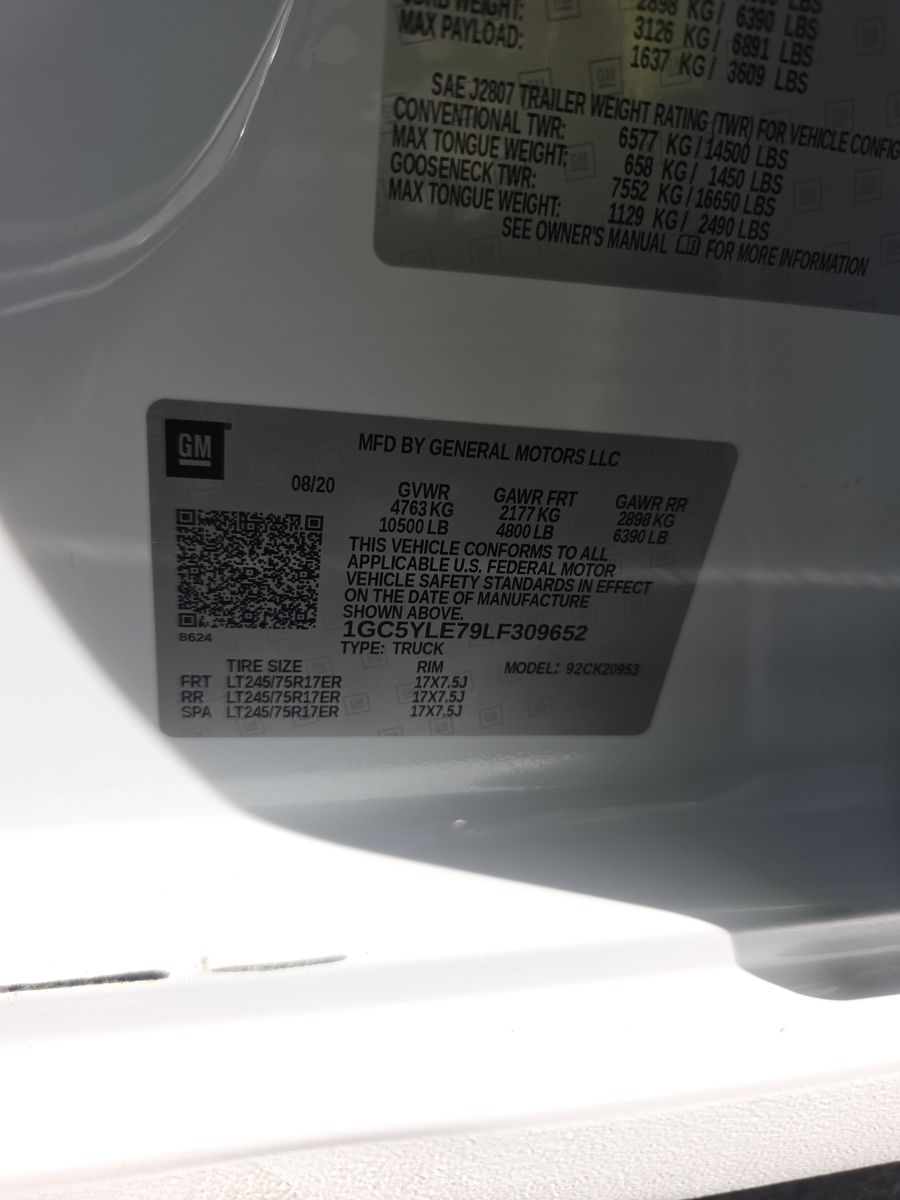 CURB WEIGHT:
2898 KG / 6390 LBS
MAX PAYLOAD:
3126 KG / 6891 LBS
1637 KG / 3609 LBS
SAE J2807 TRAILER WEIGHT RATING (TWR) FOR VEHICLE CONFIG
CONVENTIONAL TWR: 6577 KG / 14500 LBS
MAX TONGUE WEIGHT: 658 KG / 1450 LBS
GOOSENECK TWR: 7552 KG / 16650 LBS
MAX TONGUE WEIGHT: 1129 KG / 2490 LBS
SEE OWNER'S MANUAL FOR MORE INFORMATION
GM®
MFD BY GENERAL MOTORS LLC
08/20 GVWR GAWR FRT GAWR RR
4763 KG 2177 KG 2898 KG
10500 LB 4800 LB 6390 LB
THIS VEHICLE CONFORMS TO ALL
APPLICABLE U.S. FEDERAL MOTOR
VEHICLE SAFETY STANDARDS IN EFFECT
ON THE DATE OF MANUFACTURE
SHOWN ABOVE.
8624
1GC5YLE79LF309652
TYPE: TRUCK
TIRE SIZE RIM MODEL: 92CK20953
FRT LT245/75R17ER 17X7.5J
RR LT245/75R17ER 17X7.5J
SPA LT245/75R17ER 17X7.5J